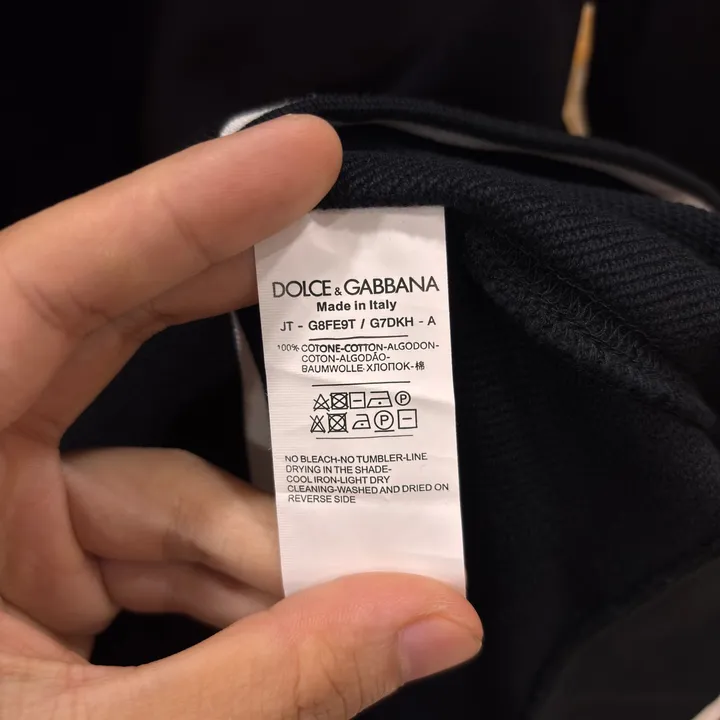 DOLCE & GABBANA
Made in Italy
JT - G8FE9T / G7DKH - A
100% COTONE-COTTON-ALGODON-
COTON-ALGODÃO-
BAUMWOLLE-ХЛОПОК-棉
P
P
NO BLEACH-NO TUMBLER-LINE
DRYING IN THE SHADE-
COOL IRON-LIGHT DRY
CLEANING-WASHED AND DRIED ON
REVERSE SIDE